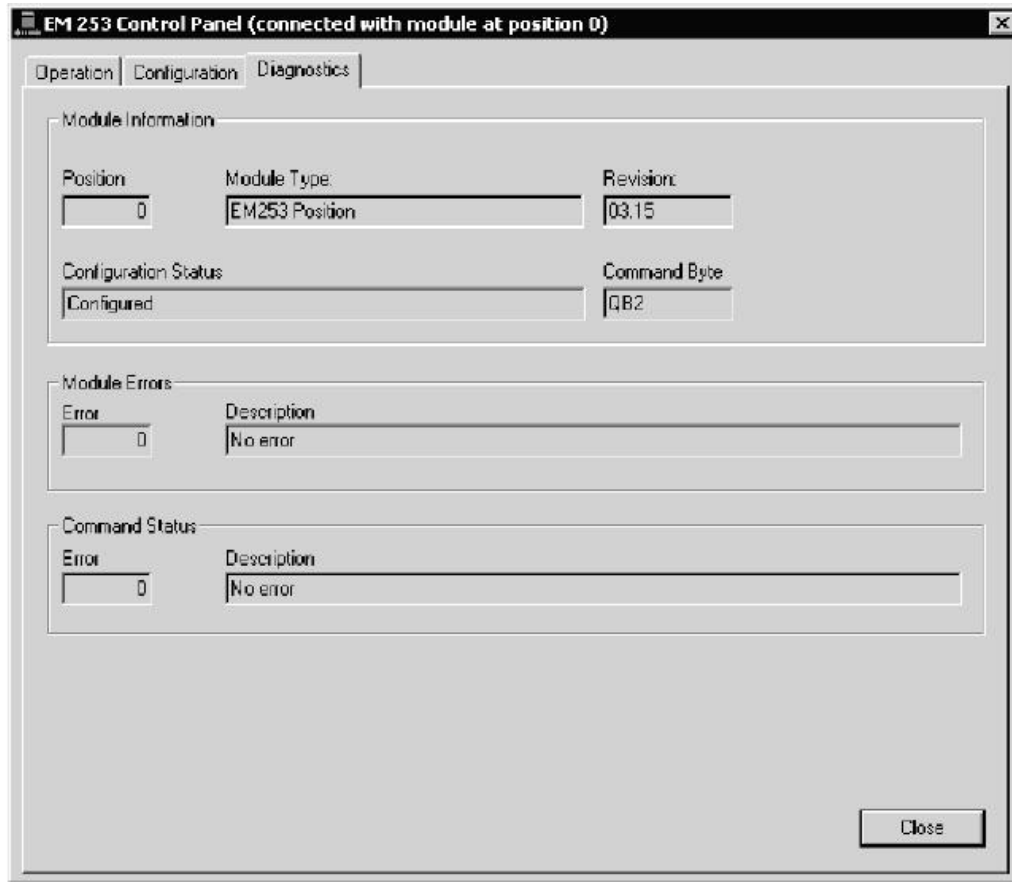 EM 253 Control Panel (connected with module at position 0)
Operation Configuration Diagnostics
Module Information
Position Module Type: Revision:
0 EM253 Position 03.15
Configuration Status Command Byte
Configured QB2
Module Errors
Error Description
0 No error
Command Status
Error Description
0 No error
Close